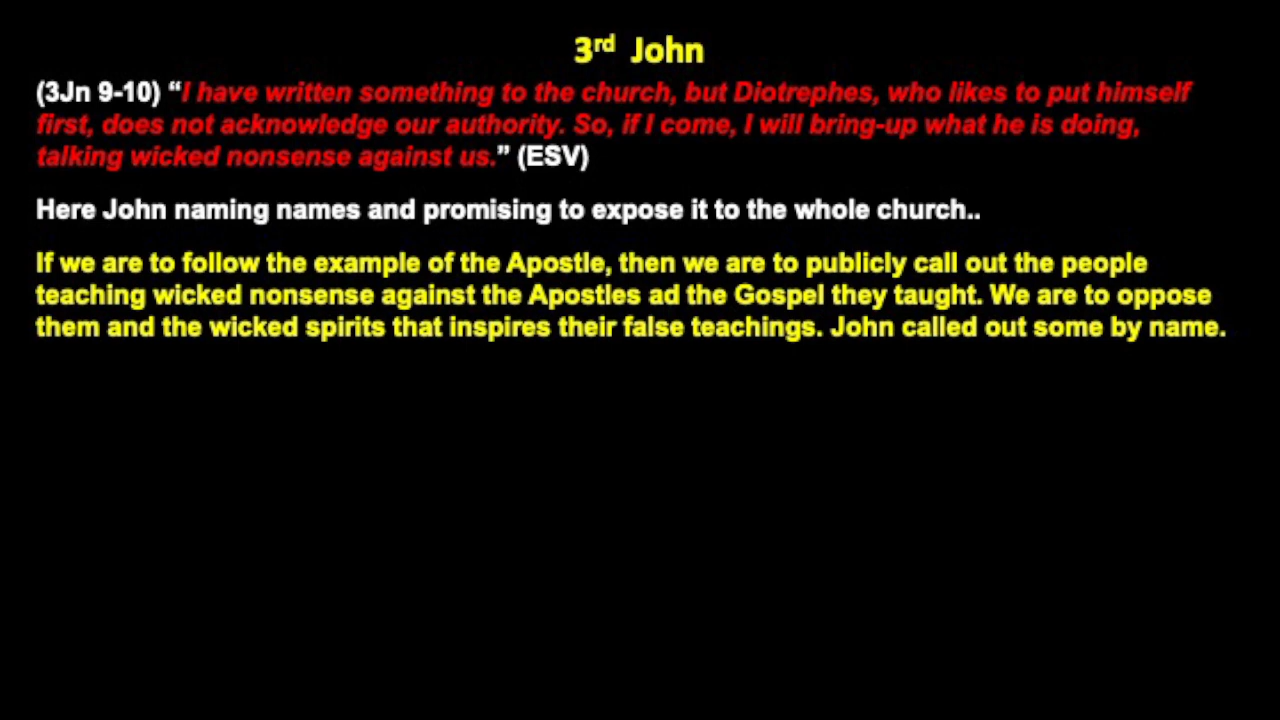 3rd John
(3Jn 9-10) “I have written something to the church, but Diotrephes, who likes to put himself
first, does not acknowledge our authority. So, if I come, I will bring-up what he is doing,
talking wicked nonsense against us.” (ESV)
Here John naming names and promising to expose it to the whole church..
If we are to follow the example of the Apostle, then we are to publicly call out the people
teaching wicked nonsense against the Apostles ad the Gospel they taught. We are to oppose
them and the wicked spirits that inspires their false teachings. John called out some by name.